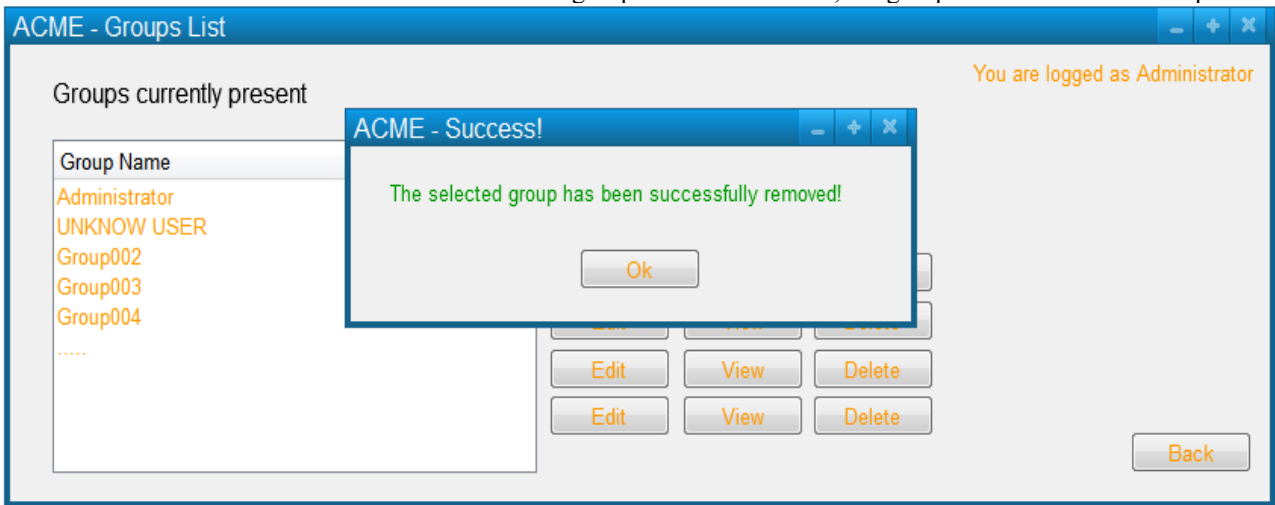 ACME - Groups List
You are logged as Administrator
Groups currently present
ACME - Success!
Group Name
The selected group has been successfully removed!
Administrator
UNKNOW USER
Group002
Ok
Group003
Group004
.....
Edit View Delete
Edit View Delete
Back